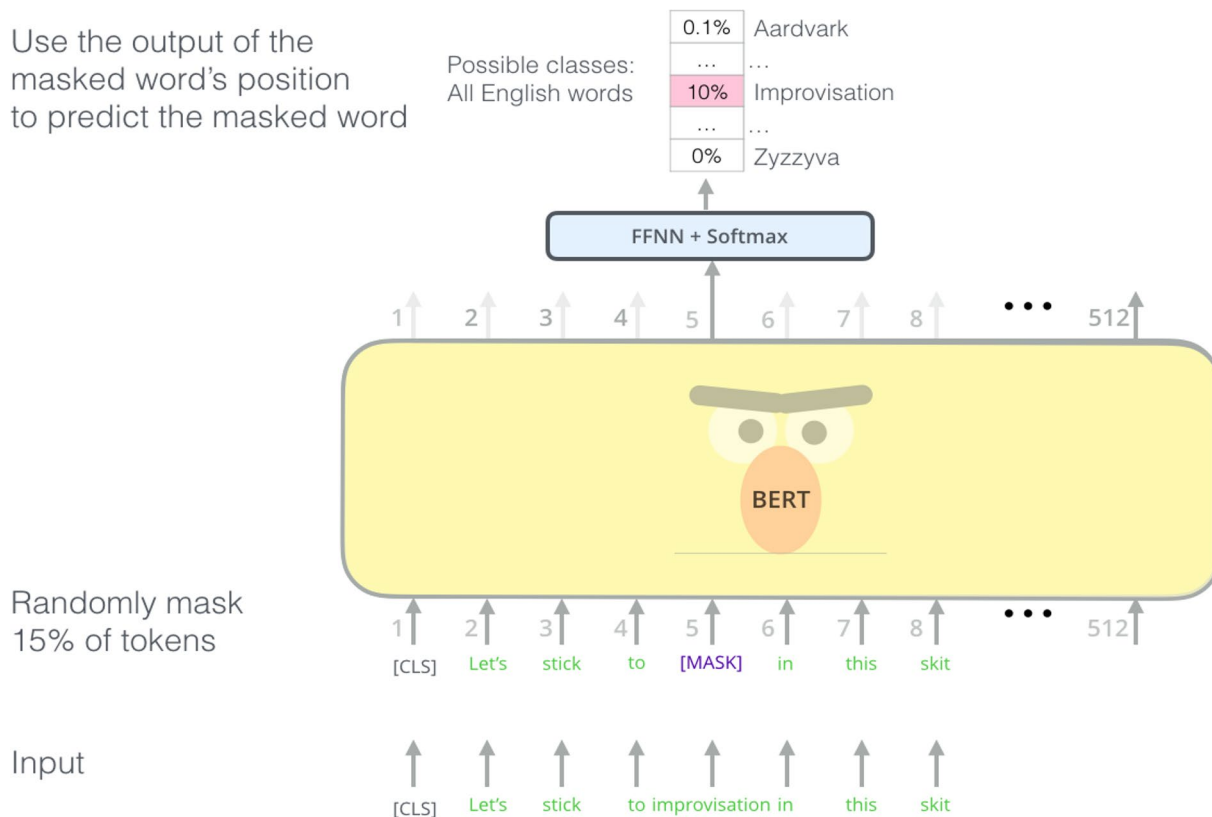 Use the output of the
masked word's position
to predict the masked word
Possible classes:
All English words
0.1% Aardvark
... ...
10% Improvisation
... ...
0% Zyzzyva
FFNN + Softmax
1 2 3 4 5 6 7 8 ••• 512
BERT
Randomly mask
15% of tokens
1 2 3 4 5 6 7 8 ••• 512
[CLS] Let's stick to [MASK] in this skit
Input
[CLS] Let's stick to improvisation in this skit